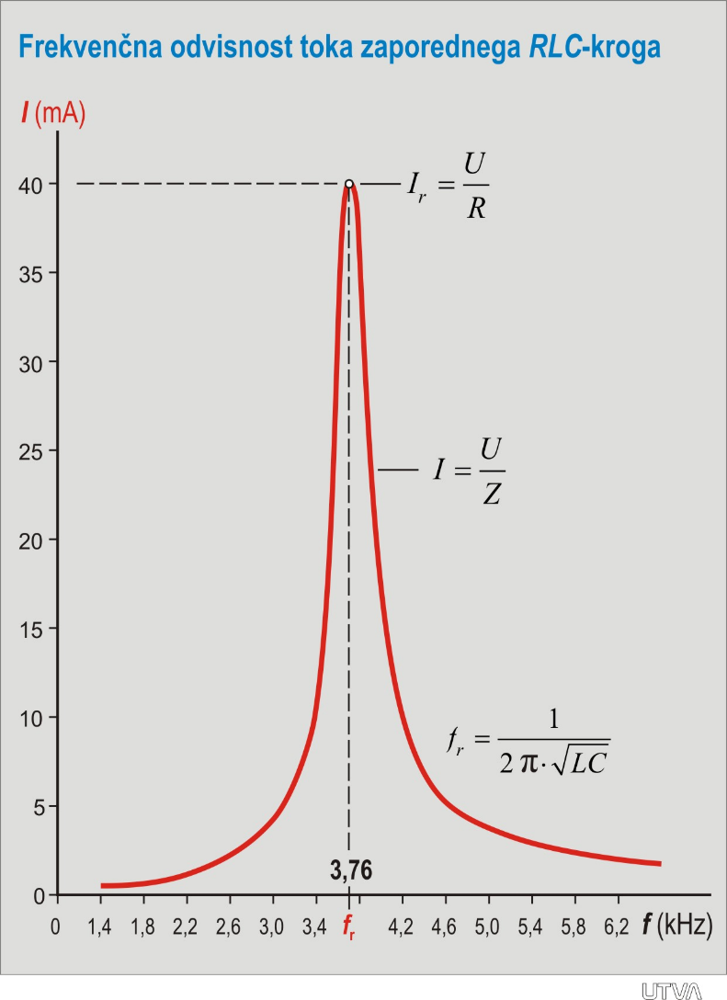 Frekvenčna odvisnost toka zaporednega RLC-kroga
I (mA)
40
I_r = U/R
35
30
25
I = U/Z
20
15
10
f_r = 1/(2 π·√LC)
5
3,76
0
0 1,4 1,8 2,2 2,6 3,0 3,4 f_r 4,2 4,6 5,0 5,4 5,8 6,2 f (kHz)
UTVA